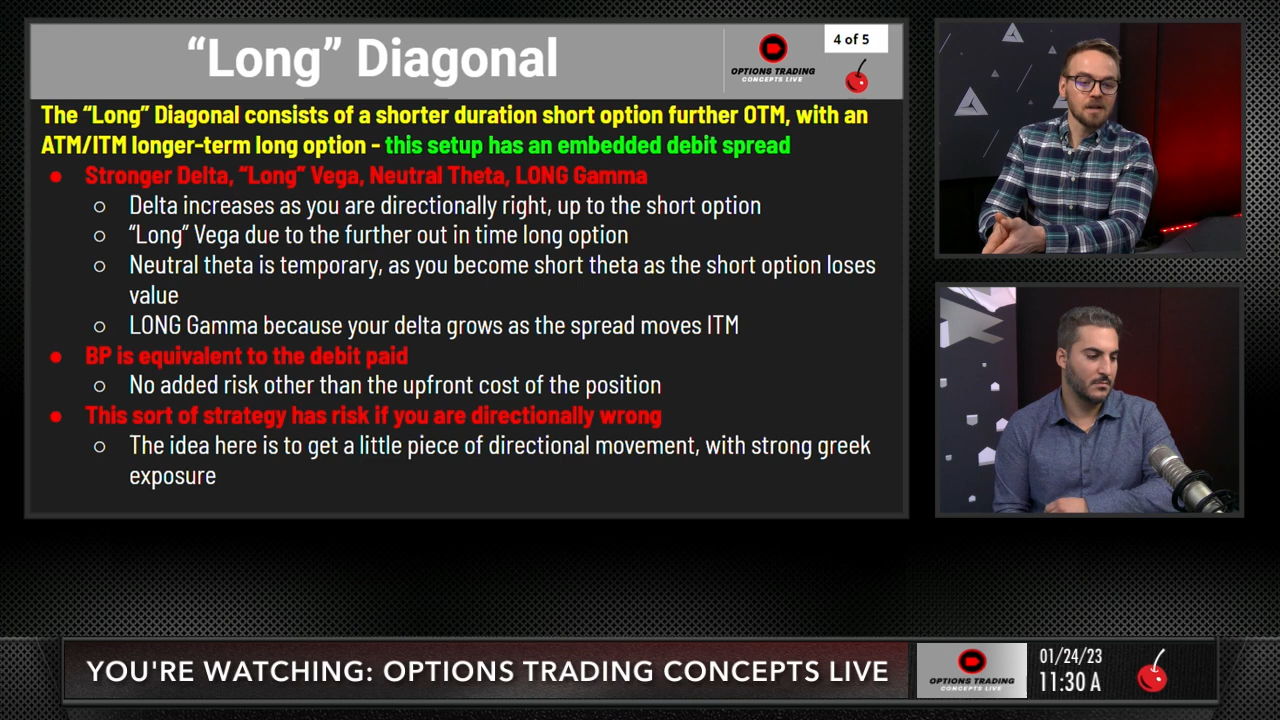 “Long” Diagonal
OPTIONS TRADING
CONCEPTS LIVE
4 of 5
The “Long” Diagonal consists of a shorter duration short option further OTM, with an
ATM/ITM longer-term long option - this setup has an embedded debit spread
● Stronger Delta, “Long” Vega, Neutral Theta, LONG Gamma
○ Delta increases as you are directionally right, up to the short option
○ “Long” Vega due to the further out in time long option
○ Neutral theta is temporary, as you become short theta as the short option loses
value
○ LONG Gamma because your delta grows as the spread moves ITM
● BP is equivalent to the debit paid
○ No added risk other than the upfront cost of the position
● This sort of strategy has risk if you are directionally wrong
○ The idea here is to get a little piece of directional movement, with strong greek
exposure
YOU'RE WATCHING: OPTIONS TRADING CONCEPTS LIVE
OPTIONS TRADING
CONCEPTS LIVE
01/24/23
11:30 A